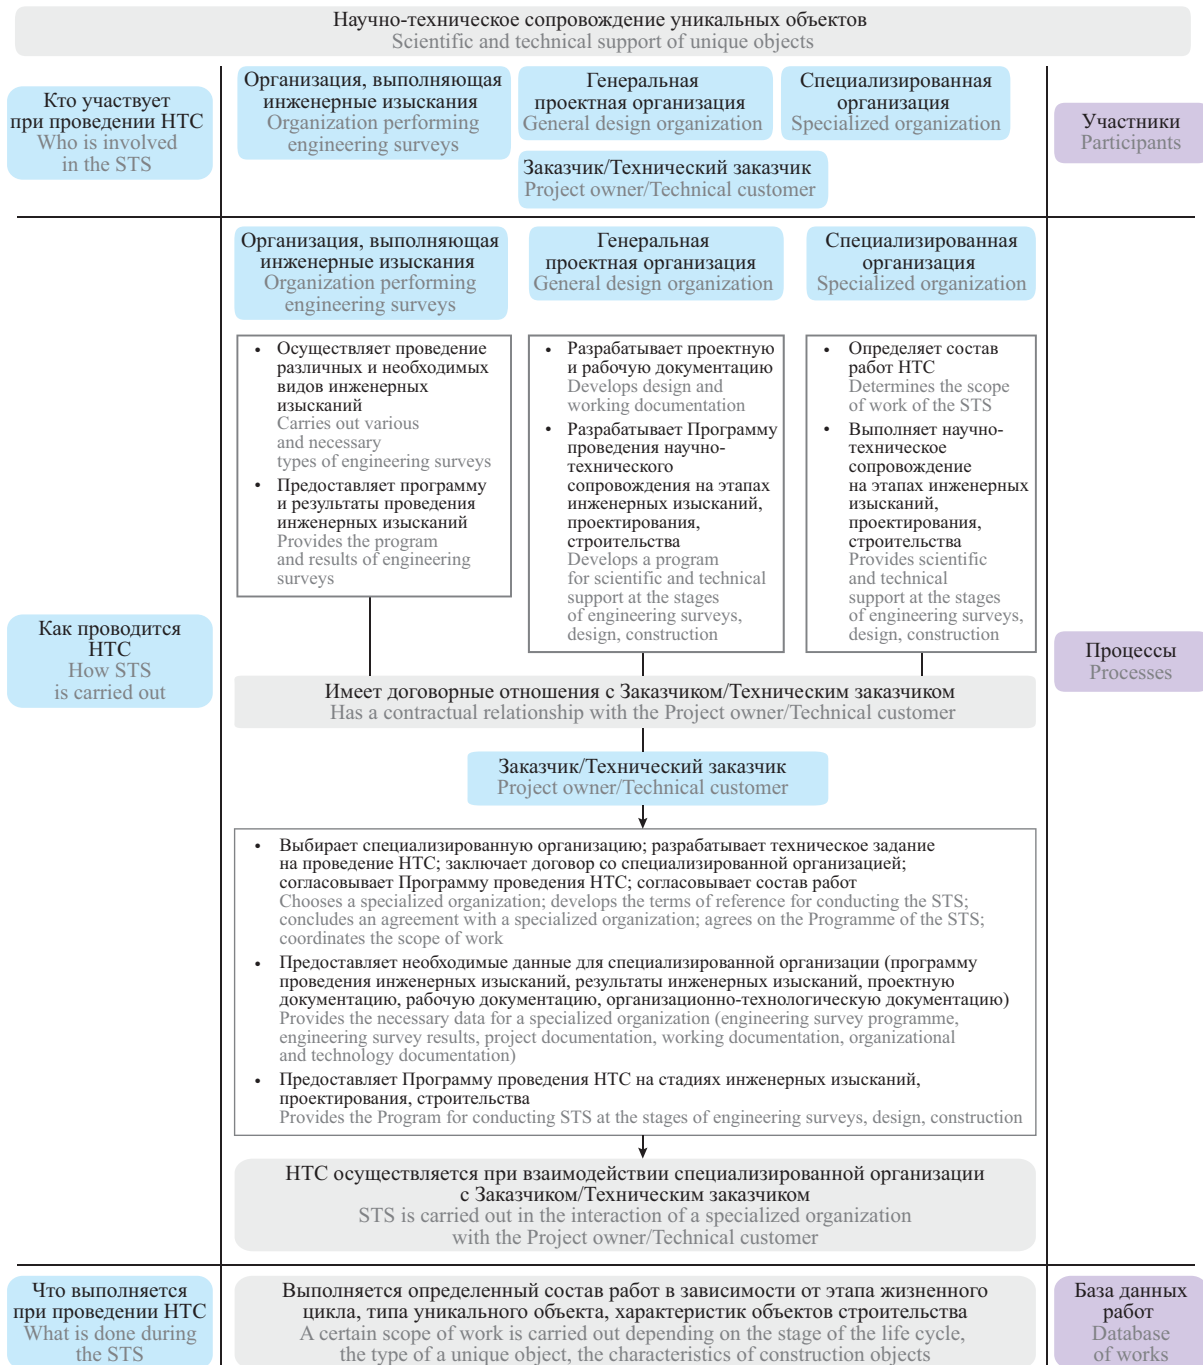 Научно-техническое сопровождение уникальных объектов
Scientific and technical support of unique objects
Кто участвует
при проведении НТС
Who is involved
in the STS
Организация, выполняющая
инженерные изыскания
Organization performing
engineering surveys
Генеральная
проектная организация
General design organization
Специализированная
организация
Specialized organization
Заказчик/Технический заказчик
Project owner/Technical customer
Участники
Participants
Как проводится
НТС
How STS
is carried out
Организация, выполняющая
инженерные изыскания
Organization performing
engineering surveys
Генеральная
проектная организация
General design organization
Специализированная
организация
Specialized organization
• Осуществляет проведение
различных и необходимых
видов инженерных
изысканий
Carries out various
and necessary
types of engineering surveys
• Предоставляет программу
и результаты проведения
инженерных изысканий
Provides the program
and results of engineering
surveys
• Разрабатывает проектную
и рабочую документацию
Develops design and
working documentation
• Разрабатывает Программу
проведения научно-
технического
сопровождения на этапах
инженерных изысканий,
проектирования,
строительства
Develops a program
for scientific and technical
support at the stages
of engineering surveys,
design, construction
• Определяет состав
работ НТС
Determines the scope
of work of the STS
• Выполняет научно-
техническое
сопровождение
на этапах инженерных
изысканий,
проектирования,
строительства
Provides scientific
and technical
support at the stages
of engineering surveys,
design, construction
Имеет договорные отношения с Заказчиком/Техническим заказчиком
Has a contractual relationship with the Project owner/Technical customer
Заказчик/Технический заказчик
Project owner/Technical customer
• Выбирает специализированную организацию; разрабатывает техническое задание
на проведение НТС; заключает договор со специализированной организацией;
согласовывает Программу проведения НТС; согласовывает состав работ
Chooses a specialized organization; develops the terms of reference for conducting the STS;
concludes an agreement with a specialized organization; agrees on the Programme of the STS;
coordinates the scope of work
• Предоставляет необходимые данные для специализированной организации (программу
проведения инженерных изысканий, результаты инженерных изысканий, проектную
документацию, рабочую документацию, организационно-технологическую документацию)
Provides the necessary data for a specialized organization (engineering survey programme,
engineering survey results, project documentation, working documentation, organizational
and technology documentation)
• Предоставляет Программу проведения НТС на стадиях инженерных изысканий,
проектирования, строительства
Provides the Program for conducting STS at the stages of engineering surveys, design, construction
НТС осуществляется при взаимодействии специализированной организации
с Заказчиком/Техническим заказчиком
STS is carried out in the interaction of a specialized organization
with the Project owner/Technical customer
Процессы
Processes
Что выполняется
при проведении НТС
What is done during
the STS
Выполняется определенный состав работ в зависимости от этапа жизненного
цикла, типа уникального объекта, характеристик объектов строительства
A certain scope of work is carried out depending on the stage of the life cycle,
the type of a unique object, the characteristics of construction objects
База данных
работ
Database
of works